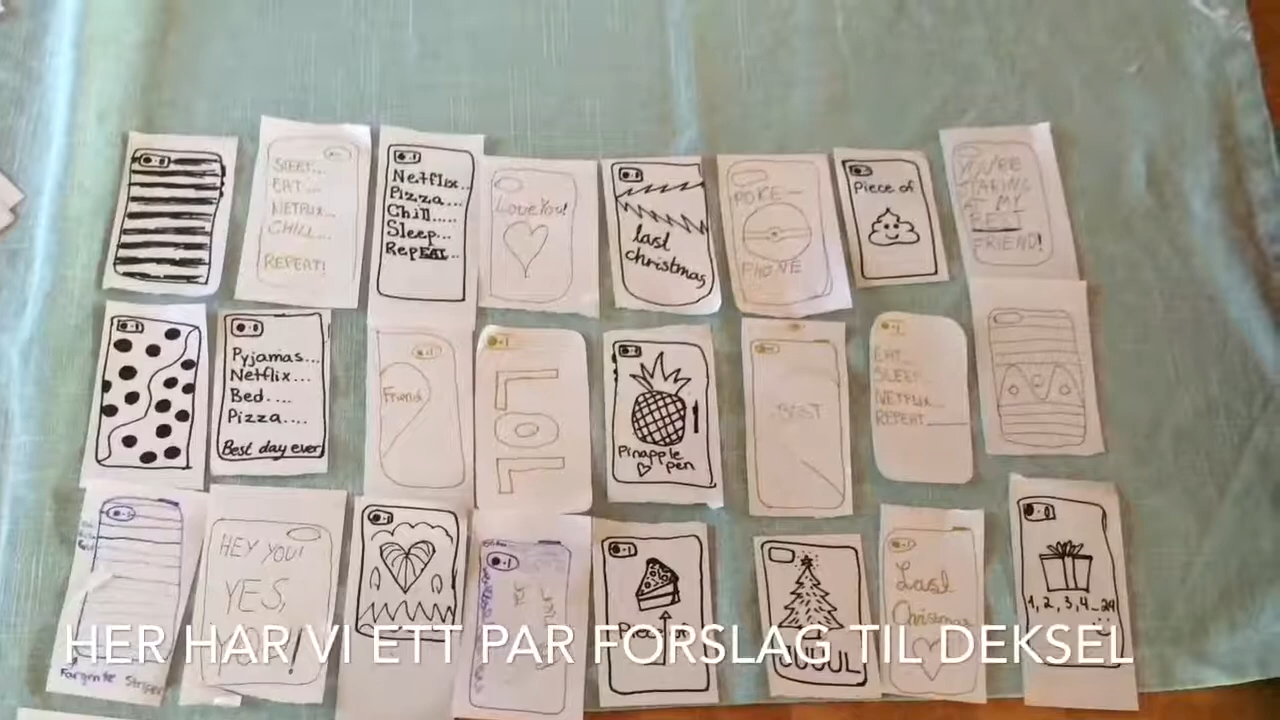 SLEEP...
EAT...
NETFLIX...
CHILL...
REPEAT!
Netflix..
Pizza...
Chill.....
Sleep...
RepEAT...
Love You!
last
christmas
POKE-
PHONE
Piece of
YOU'RE
STARING
AT MY
BEST
FRIEND!
Pyjamas...
Netflix...
Bed....
Pizza....
Best day ever
Friend
LOL
Pinapple
pen
BEST
EAT...
SLEEP...
NETFLIX...
REPEAT
Fargnate Striper
HEY YOU!
YES,
Last
Chrismas
1, 2, 3, 4 - 24
HER HAR VI ETT PAR FORSLAG TIL DEKSEL